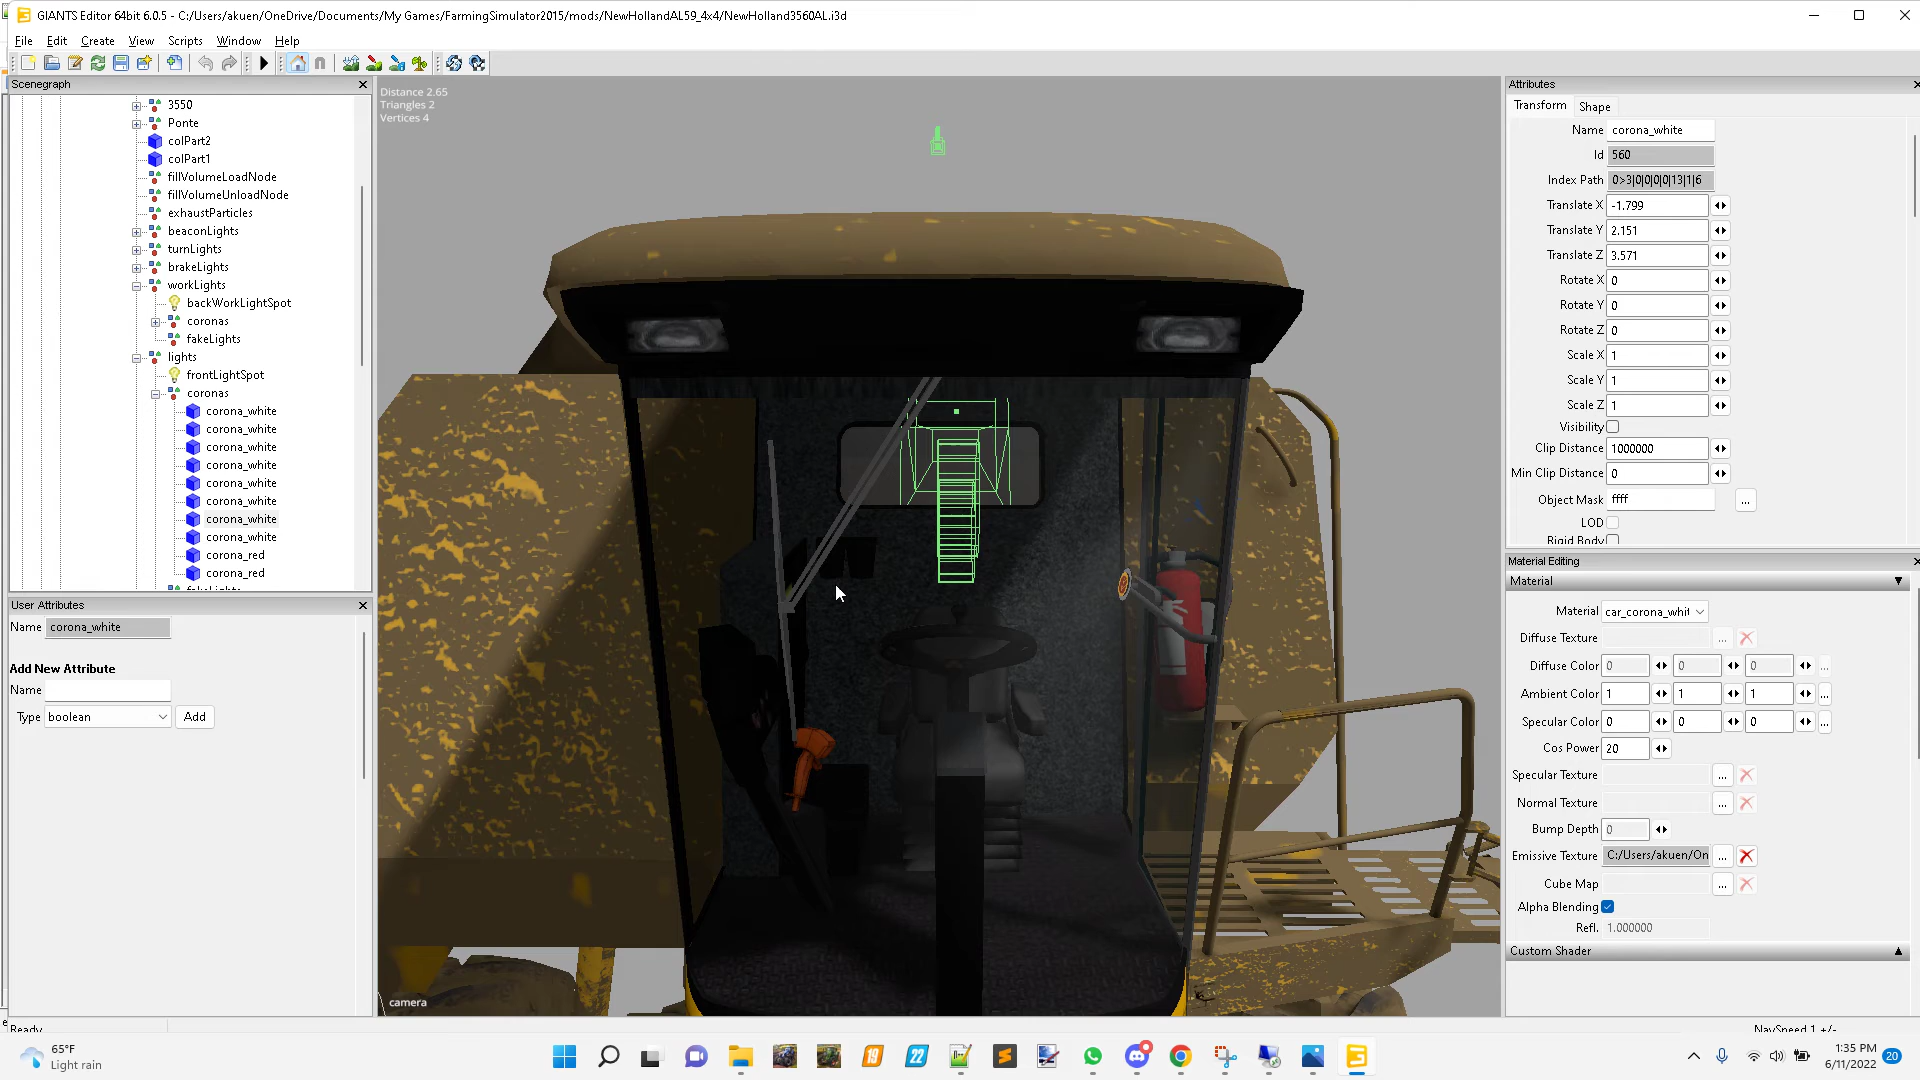 GIANTS Editor 64bit 6.0.5 - C:/Users/akuen/OneDrive/Documents/My Games/FarmingSimulator2015/mods/NewHollandAL59_4x4/NewHolland3560AL.i3d
File Edit Create View Scripts Window Help
Scenegraph
3550
Ponte
colPart2
colPart1
fillVolumeLoadNode
fillVolumeUnloadNode
exhaustParticles
beaconLights
turnLights
brakeLights
workLights
backWorkLightSpot
coronas
fakeLights
lights
frontLightSpot
coronas
corona_white
corona_white
corona_white
corona_white
corona_white
corona_white
corona_white
corona_white
corona_red
corona_red
User Attributes
Name corona_white
Add New Attribute
Name
Type boolean Add
Ready
Distance 2.65
Triangles 2
Vertices 4
camera
Attributes
Transform Shape
Name corona_white
Id 560
Index Path 0>3|0|0|0|0|13|1|6
Translate X -1.799
Translate Y 2.151
Translate Z 3.571
Rotate X 0
Rotate Y 0
Rotate Z 0
Scale X 1
Scale Y 1
Scale Z 1
Visibility
Clip Distance 1000000
Min Clip Distance 0
Object Mask ffff ...
LOD
Rigid Body
Material Editing
Material
Material car_corona_whit
Diffuse Texture ...
Diffuse Color 0 0 0 ...
Ambient Color 1 1 1 ...
Specular Color 0 0 0 ...
Cos Power 20
Specular Texture ...
Normal Texture ...
Bump Depth 0
Emissive Texture C:/Users/akuen/On ...
Cube Map ...
Alpha Blending
Refl. 1.000000
Custom Shader
NavSpeed 1 +/-
65°F
Light rain
19
22
1:35 PM
6/11/2022
20